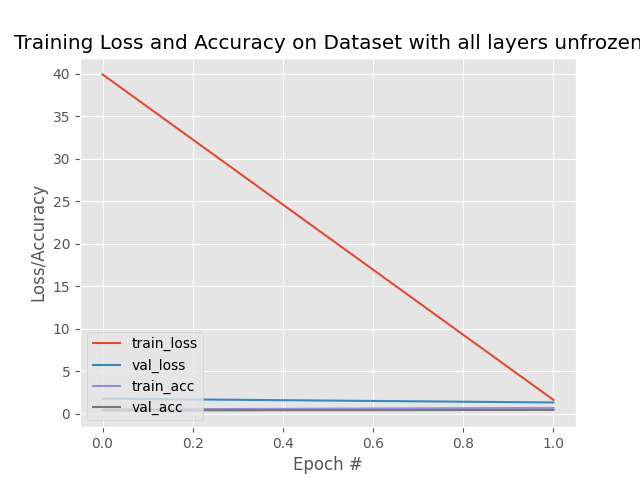 Training Loss and Accuracy on Dataset with all layers unfrozen
40
35
30
25
20
15
10
5
0
Loss/Accuracy
train_loss
val_loss
train_acc
val_acc
0.0 0.2 0.4 0.6 0.8 1.0
Epoch #